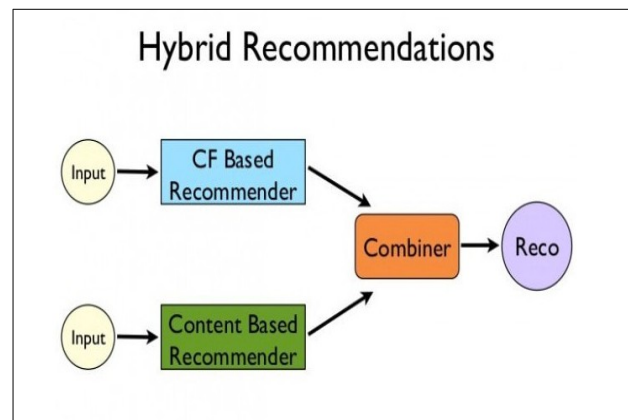 Hybrid Recommendations
Input
CF Based
Recommender
Combiner
Reco
Input
Content Based
Recommender